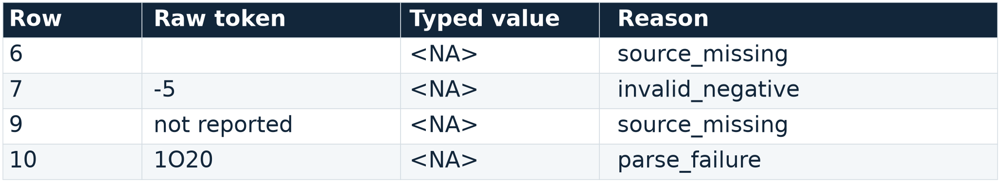 Row Raw token Typed value Reason
6 <NA> source_missing
7 -5 <NA> invalid_negative
9 not reported <NA> source_missing
10 1O20 <NA> parse_failure